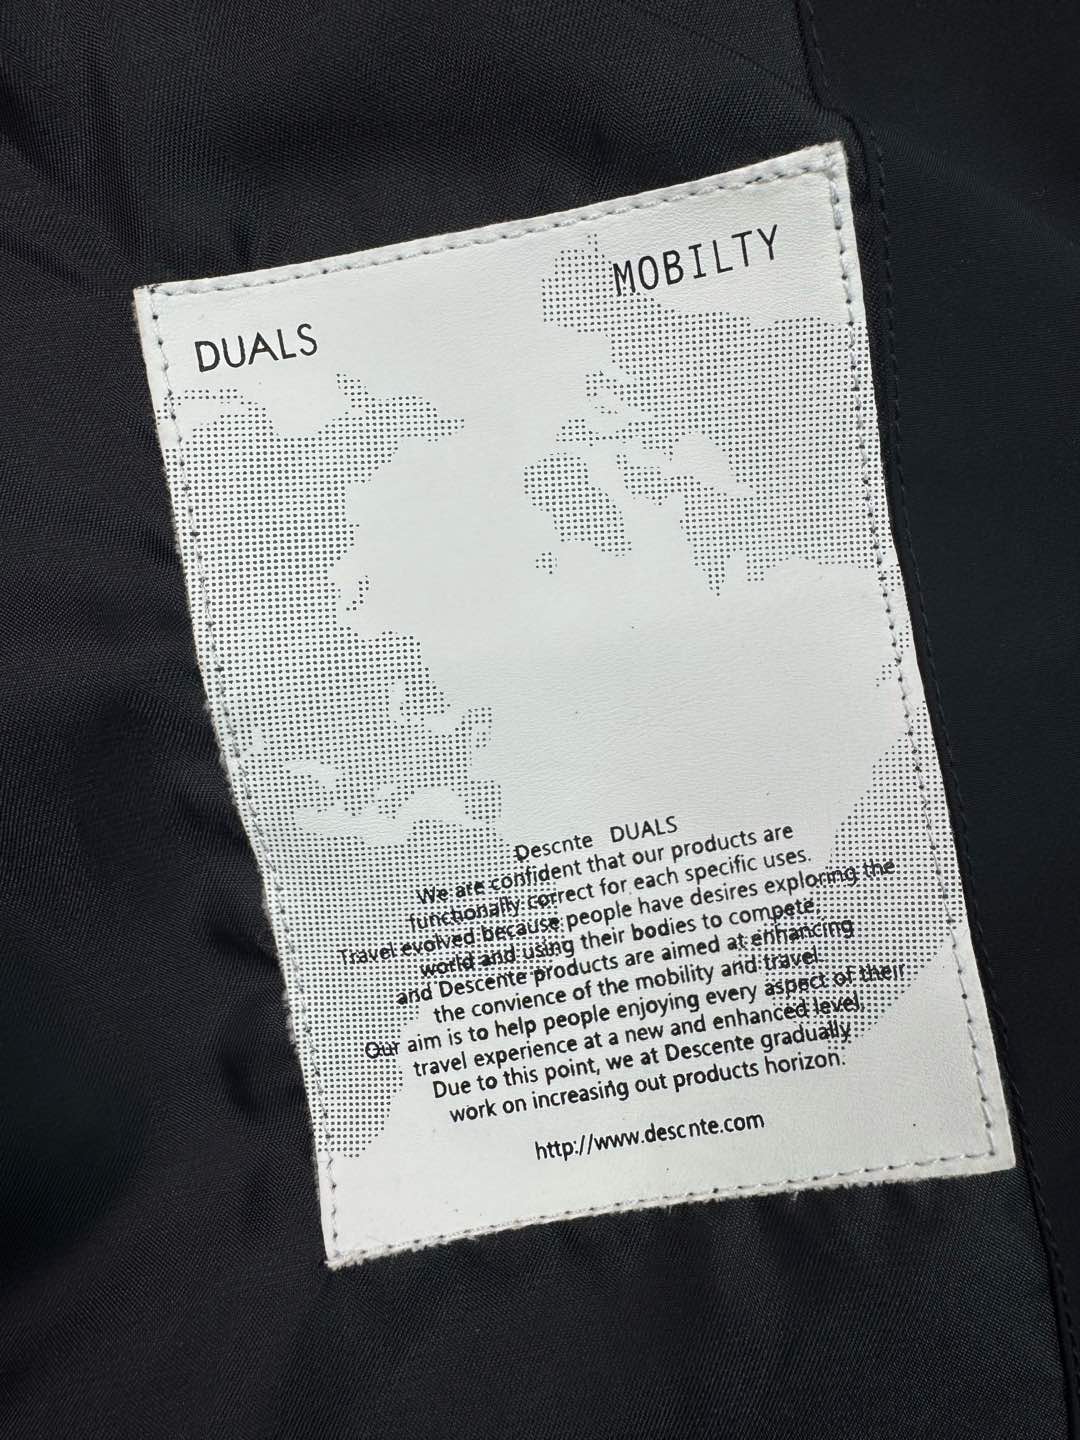 DUALS
MOBILTY
Descnte DUALS
We are confident that our products are
functionally correct for each specific uses.
Travel evolved because people have desires exploring the
world and using their bodies to compete,
and Descente products are aimed at enhancing
the convience of the mobility and travel.
Our aim is to help people enjoying every aspect of their
travel experience at a new and enhanced level,
Due to this point, we at Descente gradually
work on increasing out products horizon.
http://www.descnte.com